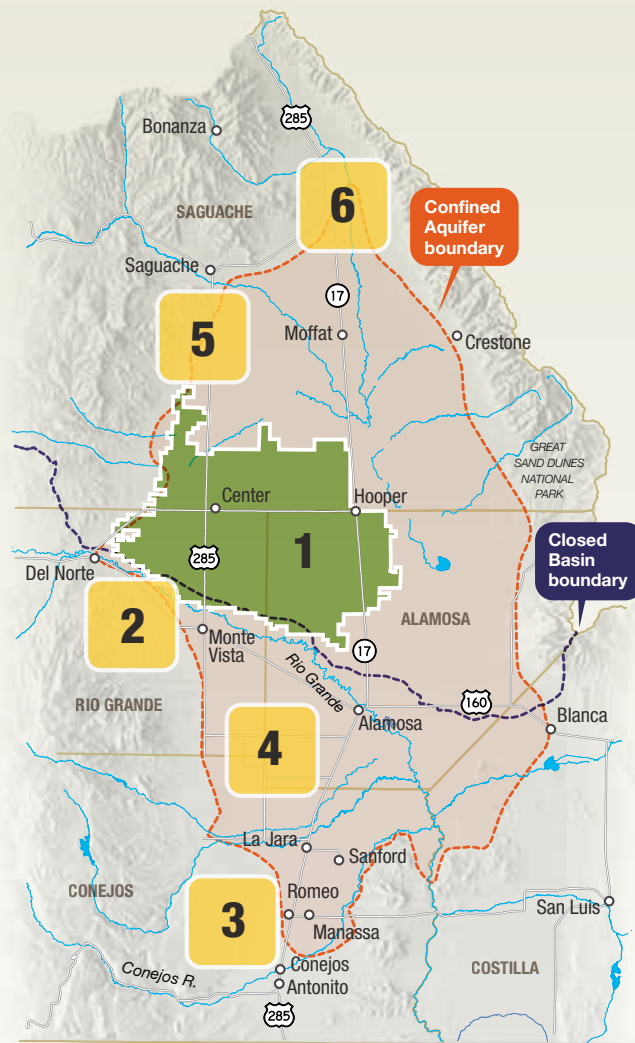 285
Bonanza
6
SAGUACHE
Confined
Aquifer
boundary
Saguache
17
5
Moffat
Crestone
GREAT
SAND DUNES
NATIONAL
PARK
Center
Hooper
1
285
Closed
Basin
boundary
Del Norte
2
ALAMOSA
Monte
Vista
17
Rio Grande
RIO GRANDE
160
Alamosa
Blanca
4
La Jara
Sanford
CONEJOS
Romeo
3
Manassa
San Luis
Conejos R.
Conejos
Antonito
COSTILLA
285